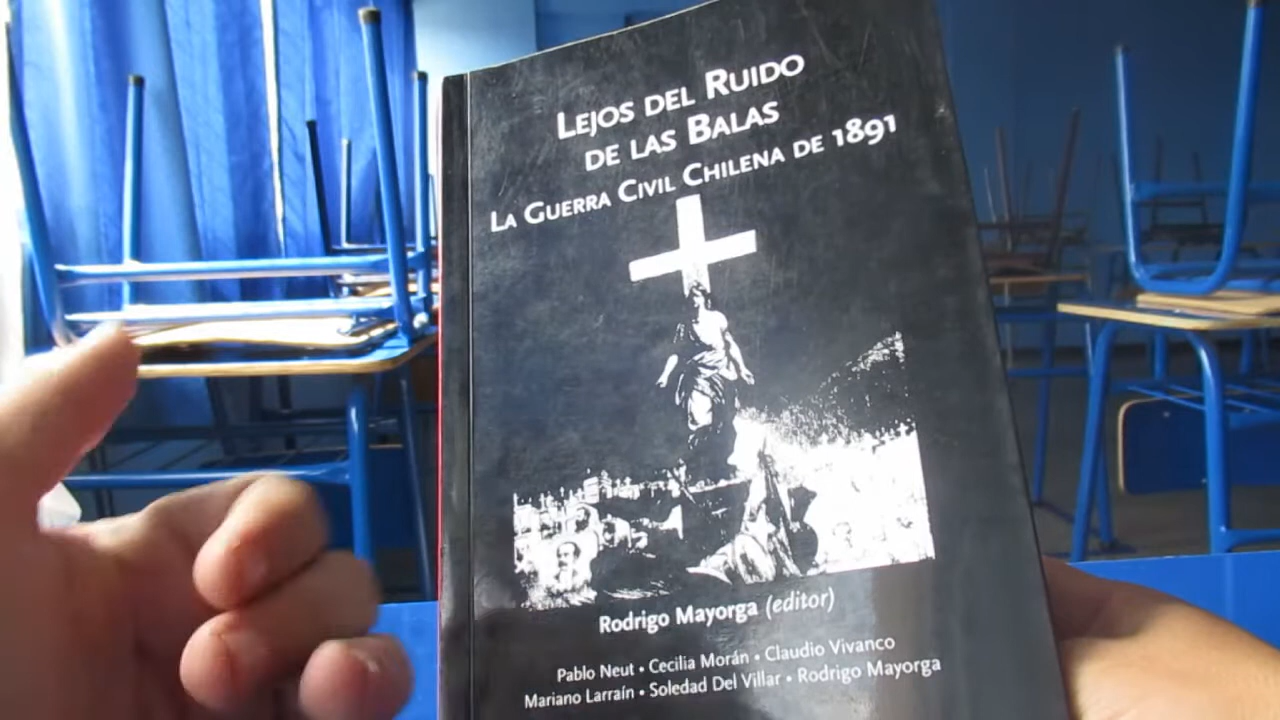 LEJOS DEL RUIDO
DE LAS BALAS
LA GUERRA CIVIL CHILENA DE 1891
Rodrigo Mayorga (editor)
Pablo Neut • Cecilia Morán • Claudio Vivanco
Mariano Larraín • Soledad Del Villar • Rodrigo Mayorga